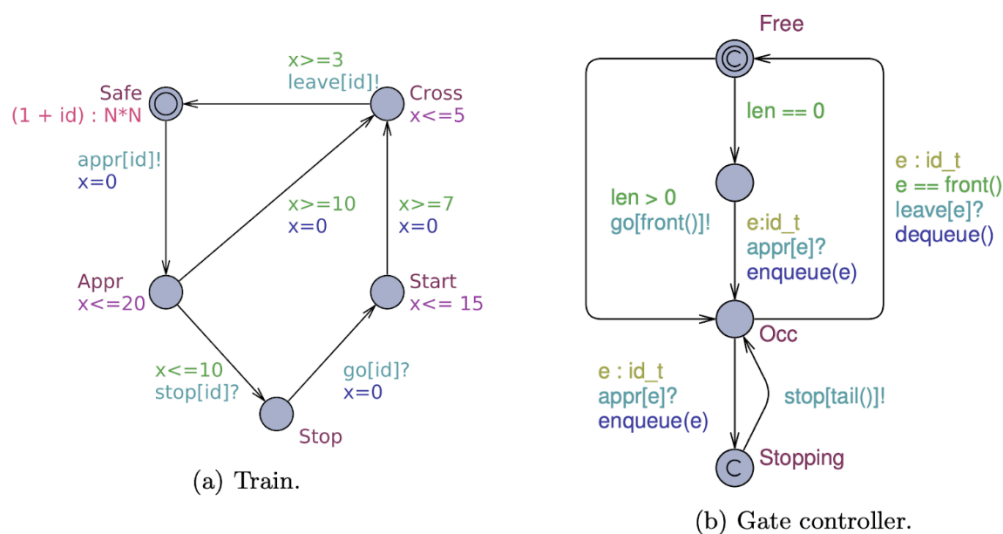 x>=3
leave[id]!
Safe
(1 + id) : N*N
Cross
x<=5
appr[id]!
x=0
x>=10
x=0
x>=7
x=0
Appr
x<=20
Start
x<= 15
x<=10
stop[id]?
go[id]?
x=0
Stop
(a) Train.
Free
C
len == 0
len > 0
go[front()]!
e : id_t
e == front()
leave[e]?
dequeue()
e:id_t
appr[e]?
enqueue(e)
Occ
e : id_t
appr[e]?
enqueue(e)
stop[tail()]!
C
Stopping
(b) Gate controller.